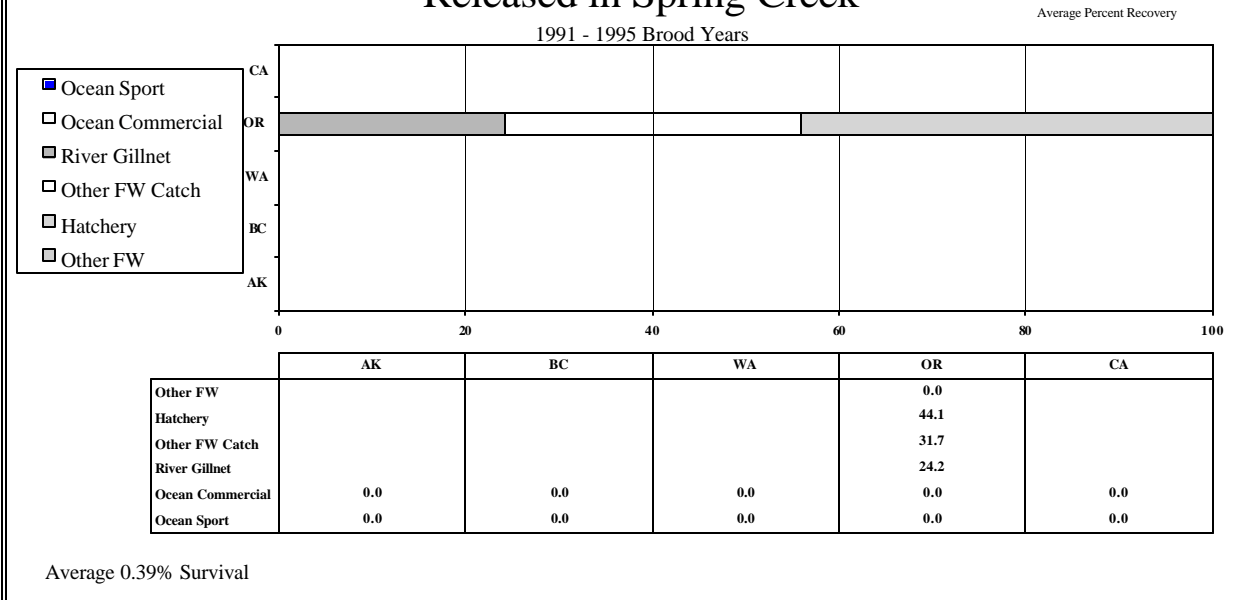 Released in Spring Creek
Average Percent Recovery
1991 - 1995 Brood Years
Ocean Sport
Ocean Commercial
River Gillnet
Other FW Catch
Hatchery
Other FW
CA
OR
WA
BC
AK
0 20 40 60 80 100
AK BC WA OR CA
Other FW 0.0
Hatchery 44.1
Other FW Catch 31.7
River Gillnet 24.2
Ocean Commercial 0.0 0.0 0.0 0.0 0.0
Ocean Sport 0.0 0.0 0.0 0.0 0.0
Average 0.39% Survival